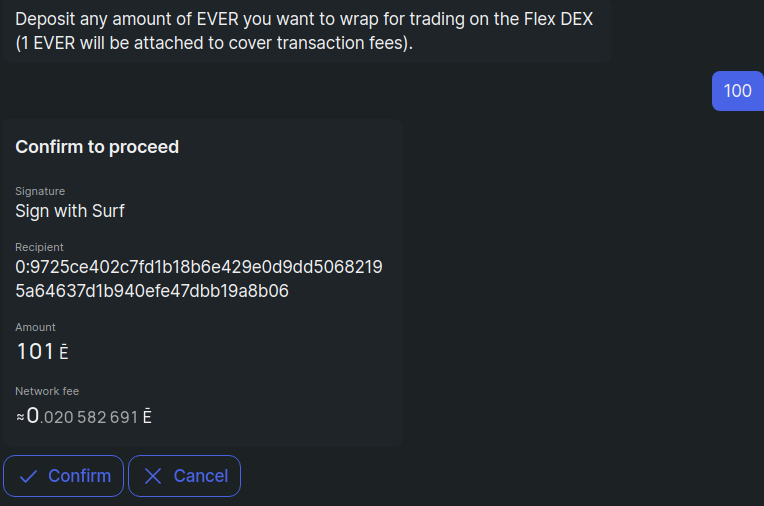 Deposit any amount of EVER you want to wrap for trading on the Flex DEX
(1 EVER will be attached to cover transaction fees).
100
Confirm to proceed
Signature
Sign with Surf
Recipient
0:9725ce402c7fd1b18b6e429e0d9dd5068219
5a64637d1b940efe47dbb19a8b06
Amount
101 Ē
Network fee
≈0.020 582 691 Ē
Confirm
Cancel